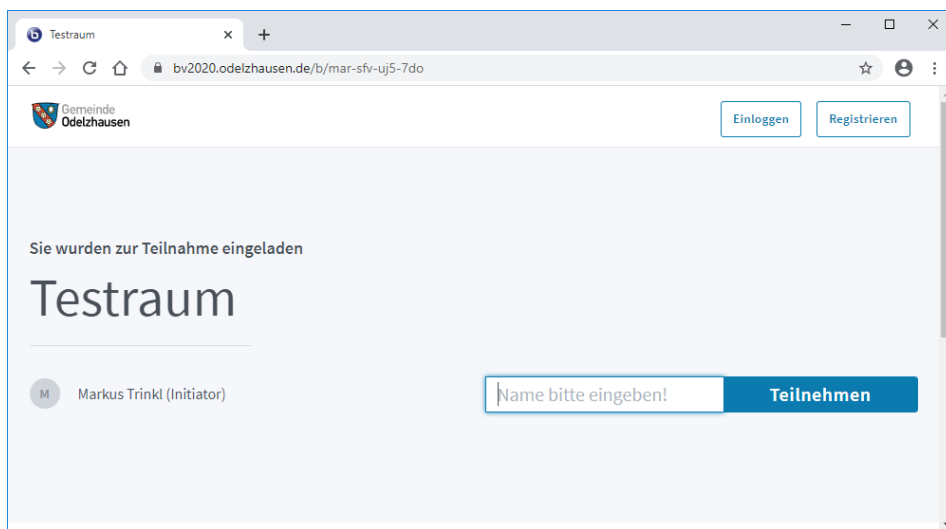 Testraum
bv2020.odelzhausen.de/b/mar-sfv-uj5-7do
Gemeinde
Odelzhausen
Einloggen
Registrieren
Sie wurden zur Teilnahme eingeladen
Testraum
M
Markus Trinkl (Initiator)
Name bitte eingeben!
Teilnehmen